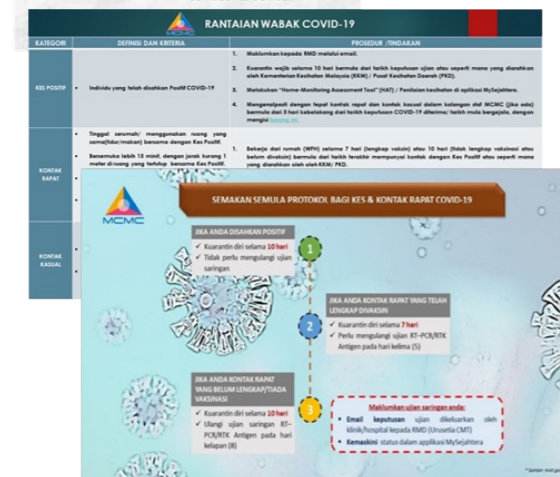 RANTAIAN WABAK COVID-19
KATEGORI DEFINISI DAN KRITERIA PROSEDUR /TINDAKAN
KES POSITIF
• Individu yang telah disahkan Positif COVID-19
1. Maklumkan kepada RMD melalui email.
2. Kuarantin wajib selama 10 hari bermula dari tarikh keputusan ujian atau seperti mana yang diarahkan
oleh Kementerian Kesihatan Malaysia (KKM) / Pusat Kesihatan Daerah (PKD).
3. Melakukan "Home-Monitoring Assessment Tool" (HAT) / Penilaian kesihatan di aplikasi MySejahtera.
4. Mengenalpasti dengan tepat kontak rapat dan kontak kasual dalam kalangan staf MCMC (jika ada)
bermula dari 3 hari kebelakang dari tarikh keputusan COVID-19 diterima/ tarikh mula bergejala, dengan
mengisi borang ini.
KONTAK
RAPAT
• Tinggal serumah/ menggunakan ruang yang
sama(tidur/makan) bersama dengan Kes Positif.
• Bersemuka lebih 15 minit, dengan jarak kurang 1
meter di ruang yang tertutup bersama Kes Positif.
1. Bekerja dari rumah (WFH) selama 7 hari (lengkap vaksin) atau 10 hari (tidak lengkap vaksinasi atau
belum divaksin) bermula dari tarikh terakhir mempunyai kontak dengan Kes Positif atau seperti mana
yang diarahkan oleh KKM/ PKD.
KONTAK
KASUAL
MCMC
SEMAKAN SEMULA PROTOKOL BAGI KES & KONTAK RAPAT COVID-19
JIKA ANDA DISAHKAN POSITIF
✓ Kuarantin diri selama 10 hari
✓ Tidak perlu mengulangi ujian
saringan
1
2
JIKA ANDA KONTAK RAPAT YANG TELAH
LENGKAP DIVAKSIN
✓ Kuarantin diri selama 7 hari
✓ Perlu mengulangi ujian RT-PCR/RTK
Antigen pada hari kelima (5)
JIKA ANDA KONTAK RAPAT
YANG BELUM LENGKAP/TIADA
VAKSINASI
✓ Kuarantin diri selama 10 hari
✓ Ulangi ujian saringan RT-
PCR/RTK Antigen pada hari
kelapan (8)
3
Maklumkan ujian saringan anda:
• Email keputusan ujian dikeluarkan oleh
klinik/hospital kepada RMD (Urusetia CMT)
• Kemaskini status dalam applikasi MySejahtera